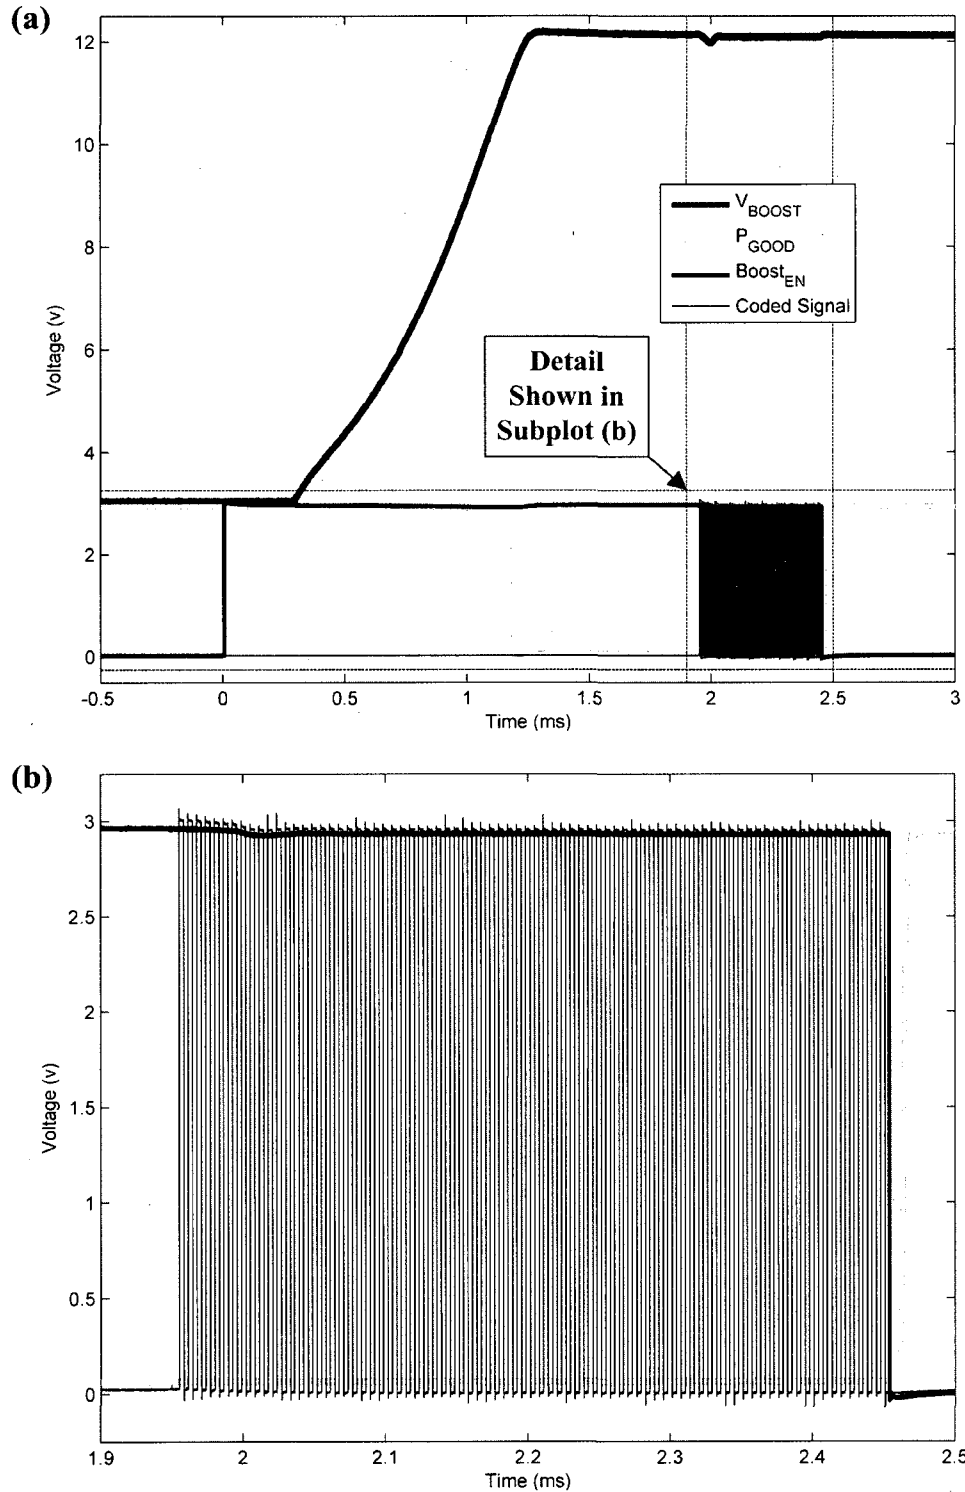 (a)
12
10
8
6
4
2
0
Voltage (v)
V_BOOST
P_GOOD
Boost_EN
Coded Signal
Detail
Shown in
Subplot (b)
-0.5 0 0.5 1 1.5 2 2.5 3
Time (ms)
(b)
3
2.5
2
1.5
1
0.5
0
Voltage (v)
1.9 2 2.1 2.2 2.3 2.4 2.5
Time (ms)